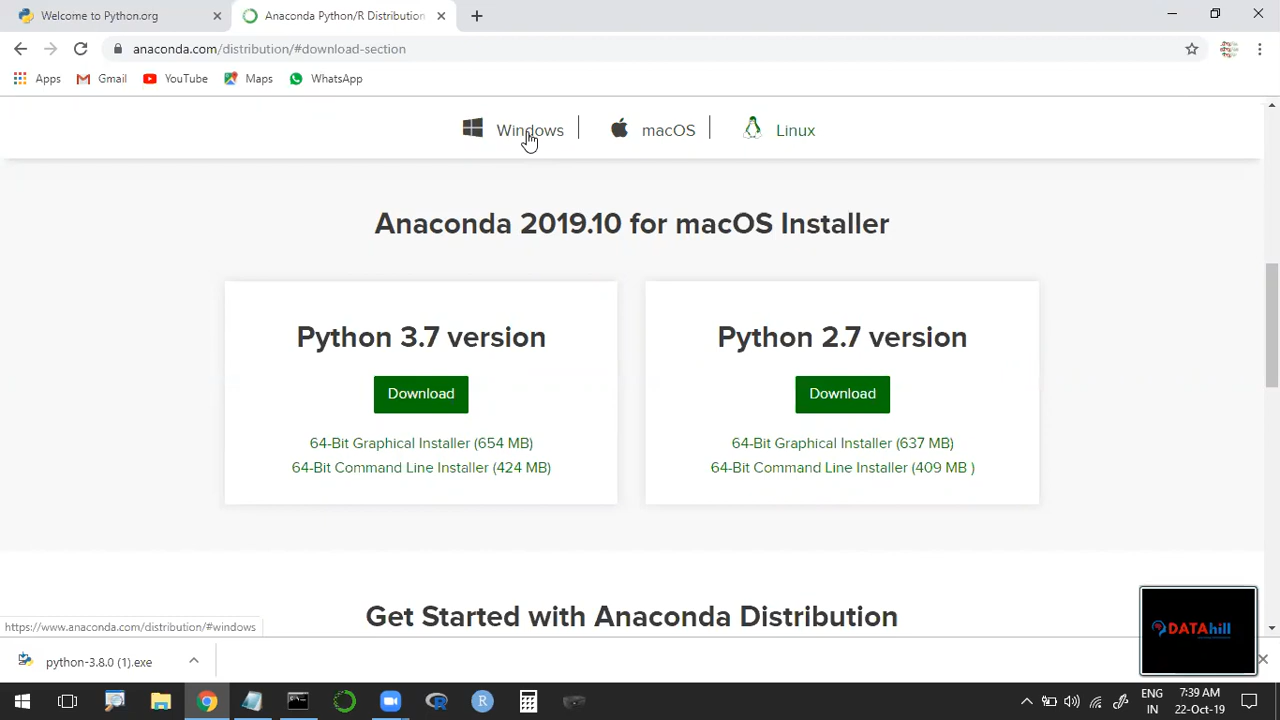 Welcome to Python.org
Anaconda Python/R Distribution
anaconda.com/distribution/#download-section
Apps
Gmail
YouTube
Maps
WhatsApp
Windows
macOS
Linux
Anaconda 2019.10 for macOS Installer
Python 3.7 version
Download
64-Bit Graphical Installer (654 MB)
64-Bit Command Line Installer (424 MB)
Python 2.7 version
Download
64-Bit Graphical Installer (637 MB)
64-Bit Command Line Installer (409 MB )
Get Started with Anaconda Distribution
https://www.anaconda.com/distribution/#windows
DATAhill
python-3.8.0 (1).exe
ENG
IN
7:39 AM
22-Oct-19